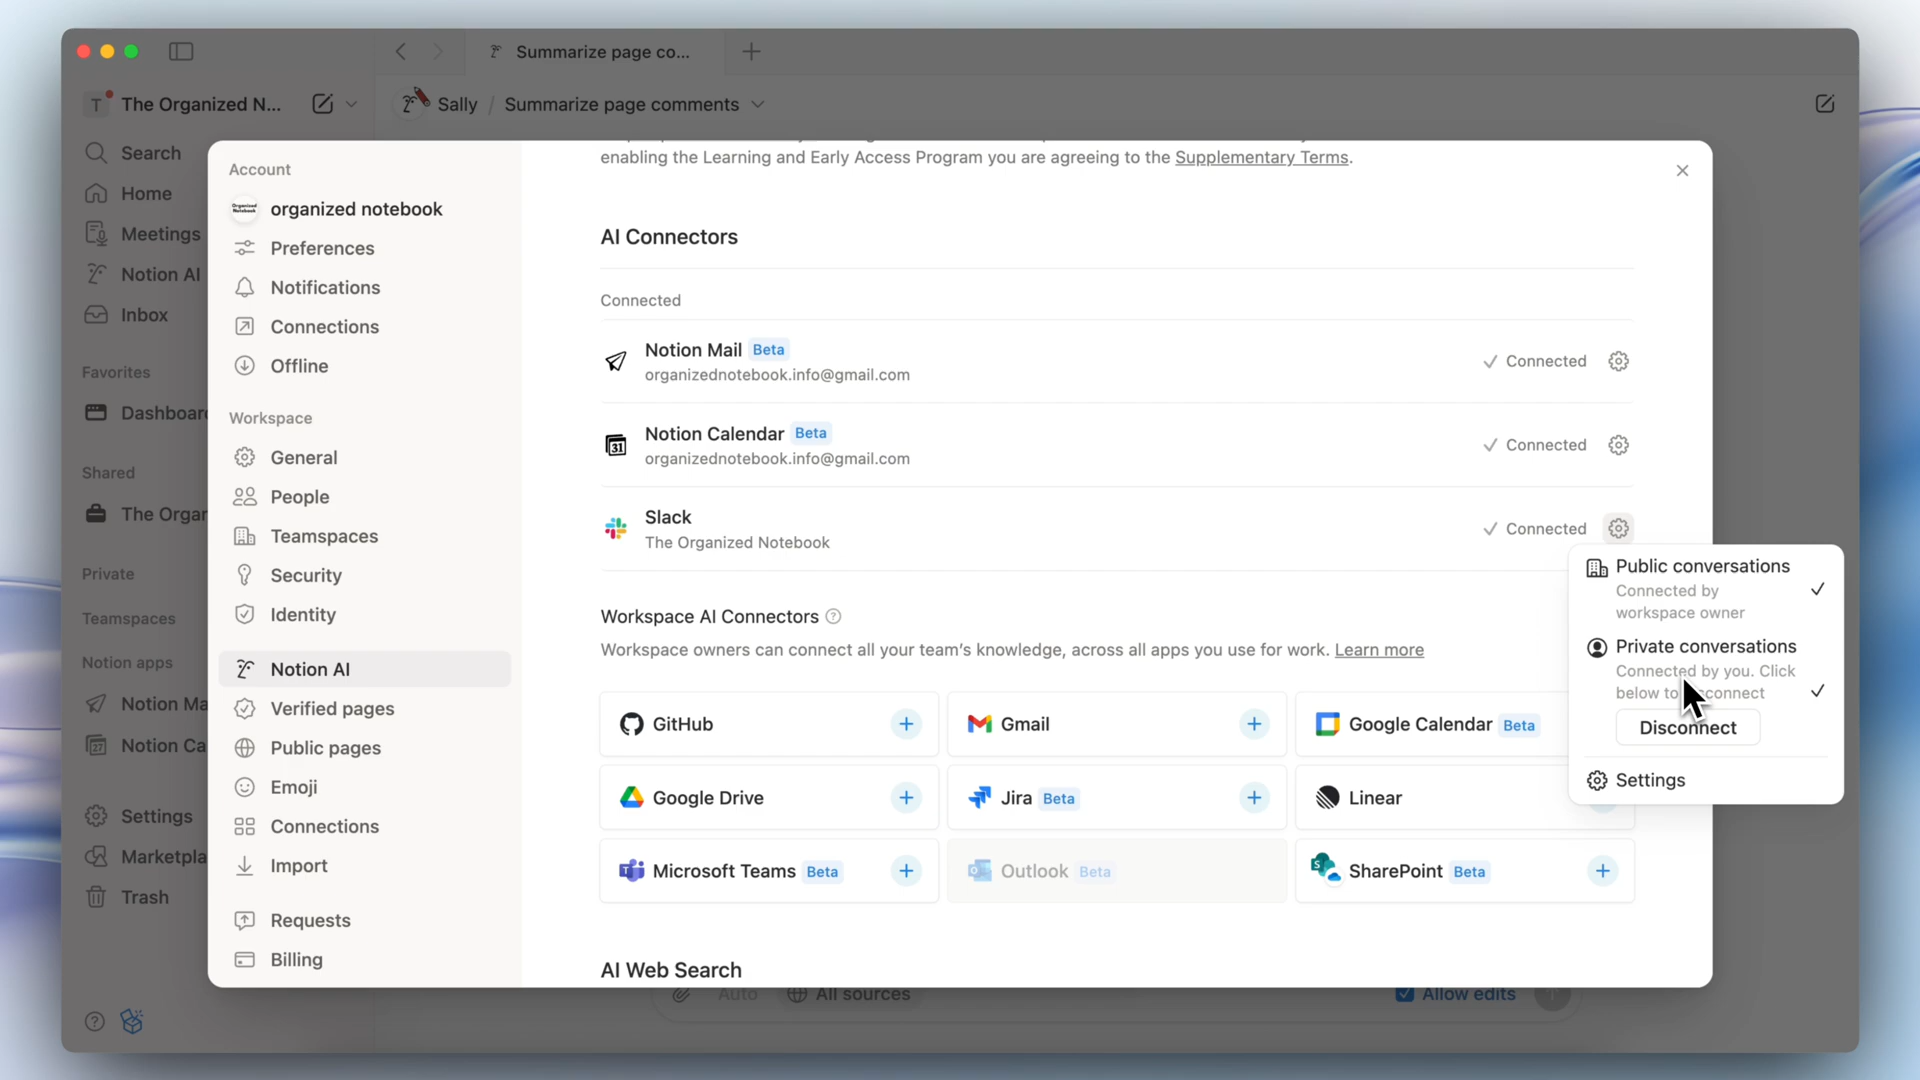 Summarize page co...
T
The Organized N...
Sally / Summarize page comments
Search
Home
Meetings
Notion AI
Inbox
Favorites
Dashboar
Shared
The Organ
Private
Teamspaces
Notion apps
Notion Ma
27
Notion Ca
Settings
Marketpla
Trash
Account
Organized Notebook
organized notebook
Preferences
Notifications
Connections
Offline
Workspace
General
People
Teamspaces
Security
Identity
Notion AI
Verified pages
Public pages
Emoji
Connections
Import
Requests
Billing
enabling the Learning and Early Access Program you are agreeing to the Supplementary Terms.
AI Connectors
Connected
Notion Mail Beta
organizednotebook.info@gmail.com
Connected
31
Notion Calendar Beta
organizednotebook.info@gmail.com
Connected
Slack
The Organized Notebook
Connected
Public conversations
Connected by
workspace owner
Private conversations
Connected by you. Click
below to connect
Disconnect
Settings
Workspace AI Connectors
Workspace owners can connect all your team's knowledge, across all apps you use for work. Learn more
GitHub
Gmail
Google Calendar Beta
Google Drive
Jira Beta
Linear
Microsoft Teams Beta
Outlook Beta
SharePoint Beta
AI Web Search
Auto
All sources
Allow edits